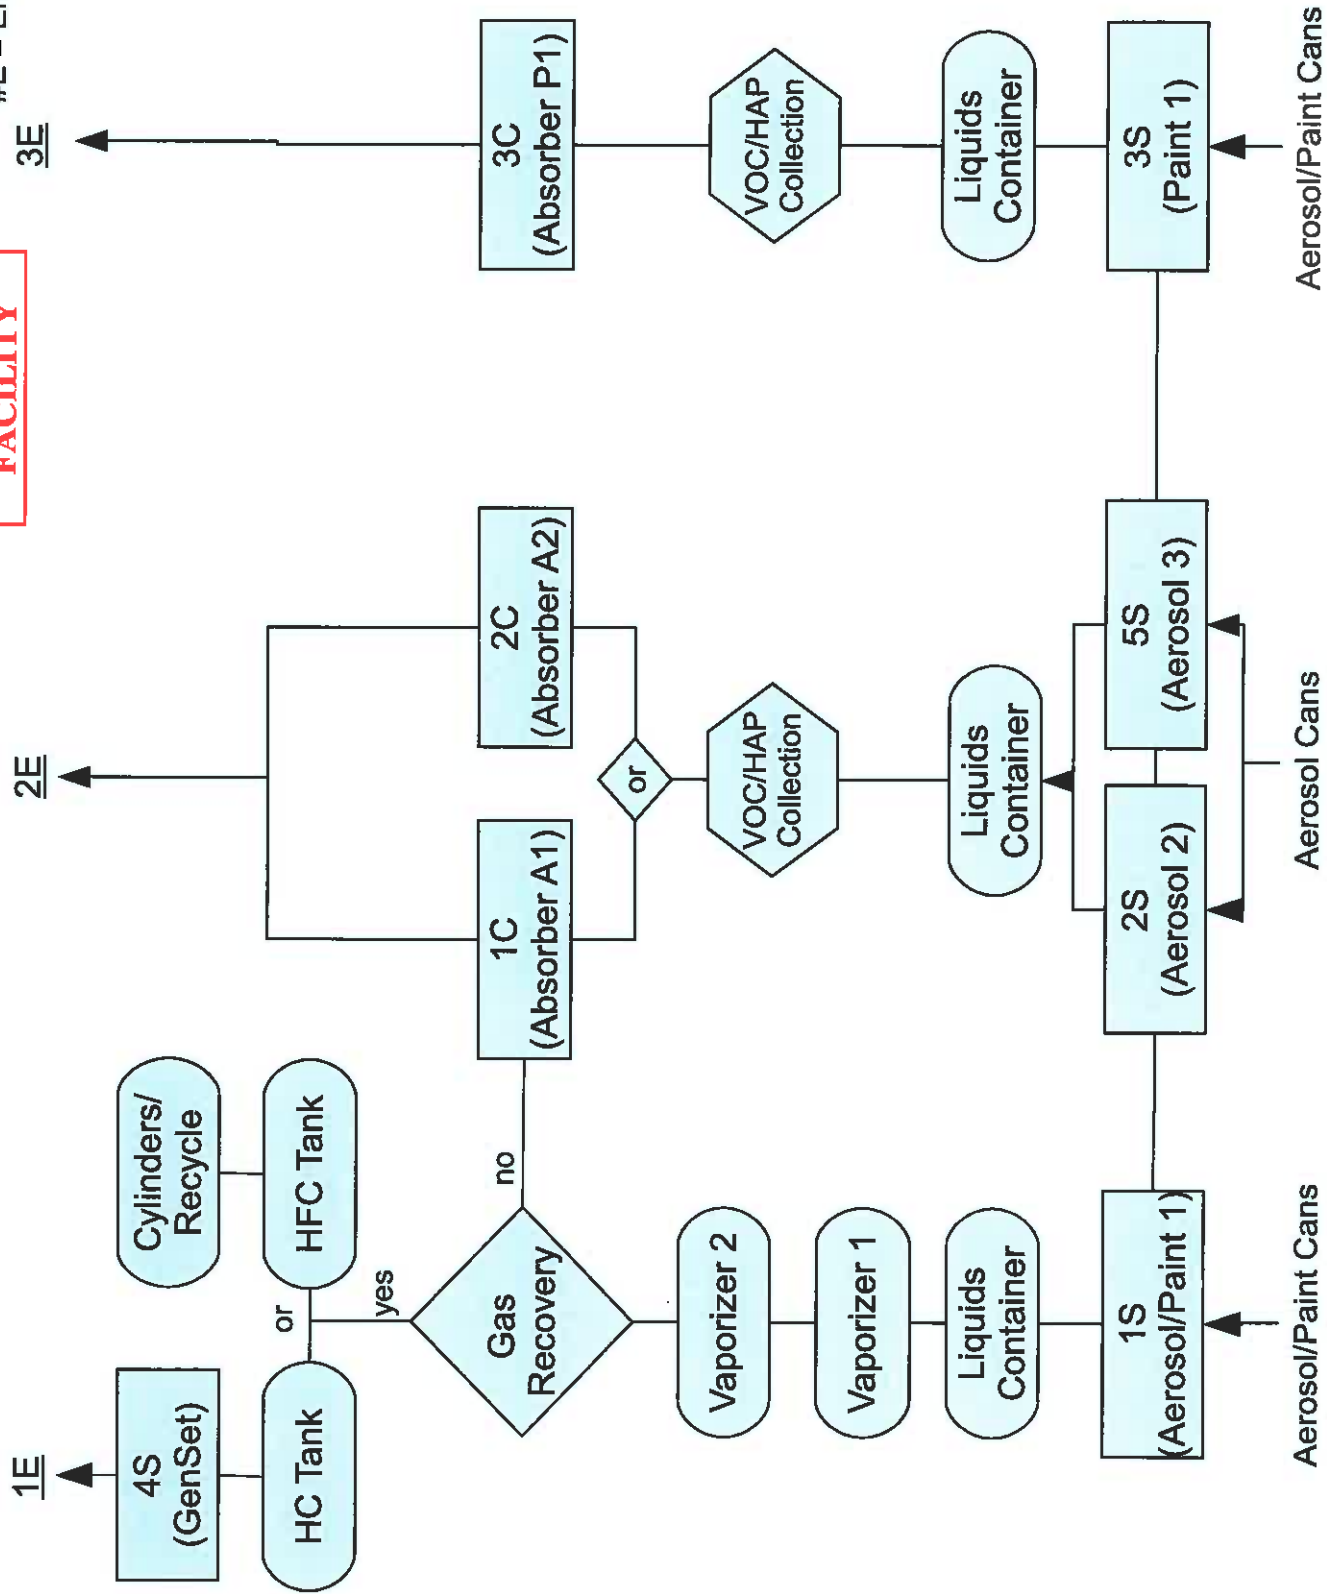 1E
2E
3E
FACILITY
4S
(GenSet)
Cylinders/
Recycle
HC Tank
or
HFC Tank
yes
Gas
Recovery
no
1C
(Absorber A1)
2C
(Absorber A2)
3C
(Absorber P1)
or
Vaporizer 2
VOC/HAP
Collection
VOC/HAP
Collection
Vaporizer 1
Liquids
Container
Liquids
Container
Liquids
Container
1S
(Aerosol/Paint 1)
2S
(Aerosol 2)
5S
(Aerosol 3)
3S
(Paint 1)
Aerosol/Paint Cans
Aerosol Cans
Aerosol/Paint Cans